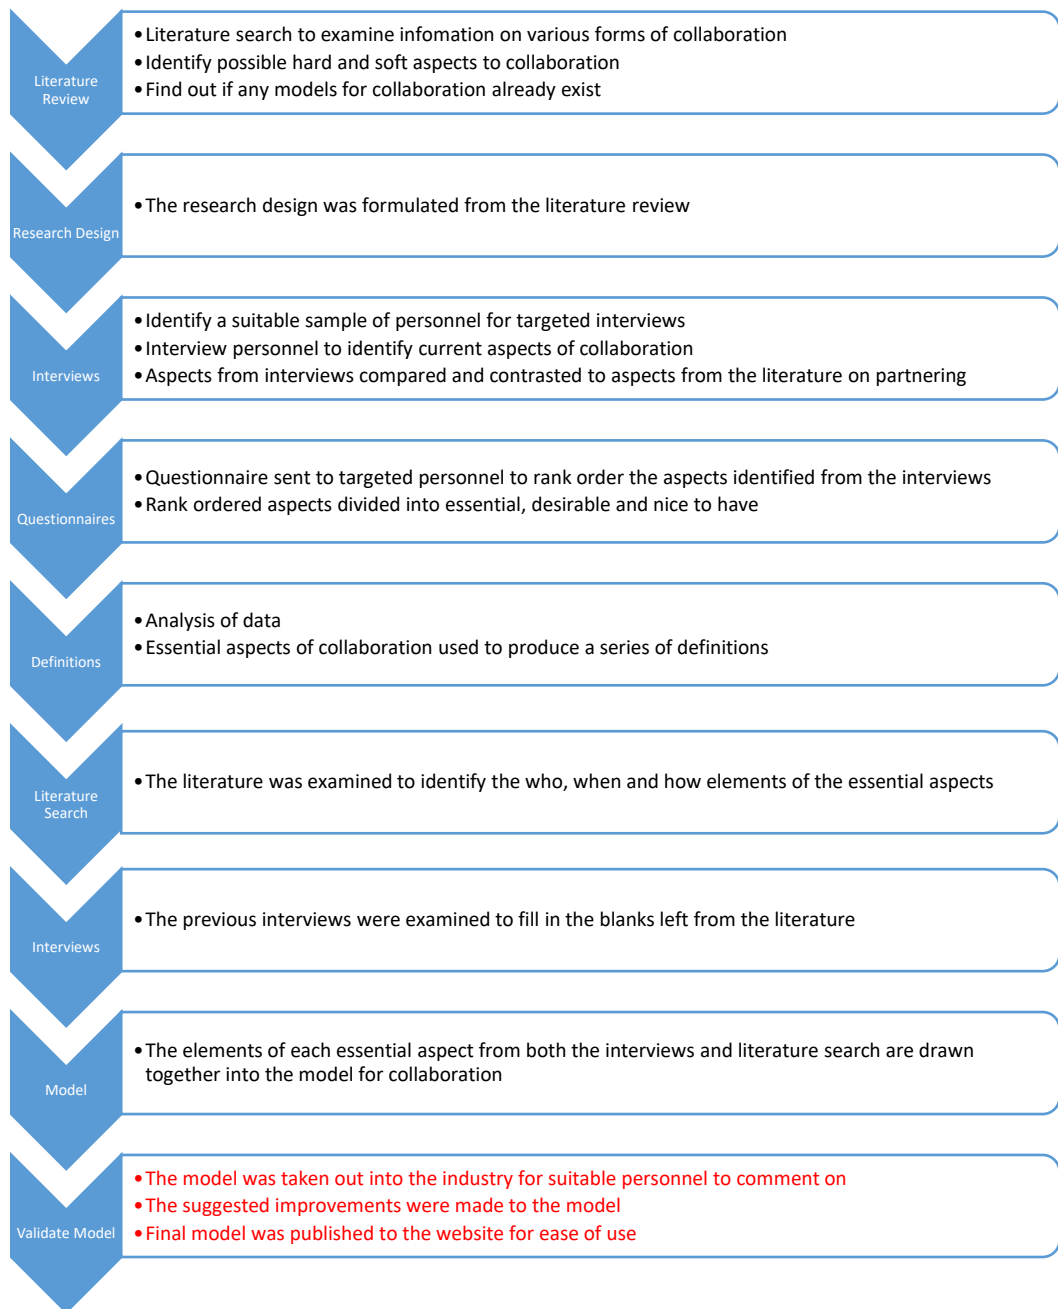 Literature
Review
•Literature search to examine infomation on various forms of collaboration
•Identify possible hard and soft aspects to collaboration
•Find out if any models for collaboration already exist
Research Design
•The research design was formulated from the literature review
Interviews
•Identify a suitable sample of personnel for targeted interviews
•Interview personnel to identify current aspects of collaboration
•Aspects from interviews compared and contrasted to aspects from the literature on partnering
Questionnaires
•Questionnaire sent to targeted personnel to rank order the aspects identified from the interviews
•Rank ordered aspects divided into essential, desirable and nice to have
Definitions
•Analysis of data
•Essential aspects of collaboration used to produce a series of definitions
Literature
Search
•The literature was examined to identify the who, when and how elements of the essential aspects
Interviews
•The previous interviews were examined to fill in the blanks left from the literature
Model
•The elements of each essential aspect from both the interviews and literature search are drawn
together into the model for collaboration
Validate Model
•The model was taken out into the industry for suitable personnel to comment on
•The suggested improvements were made to the model
•Final model was published to the website for ease of use